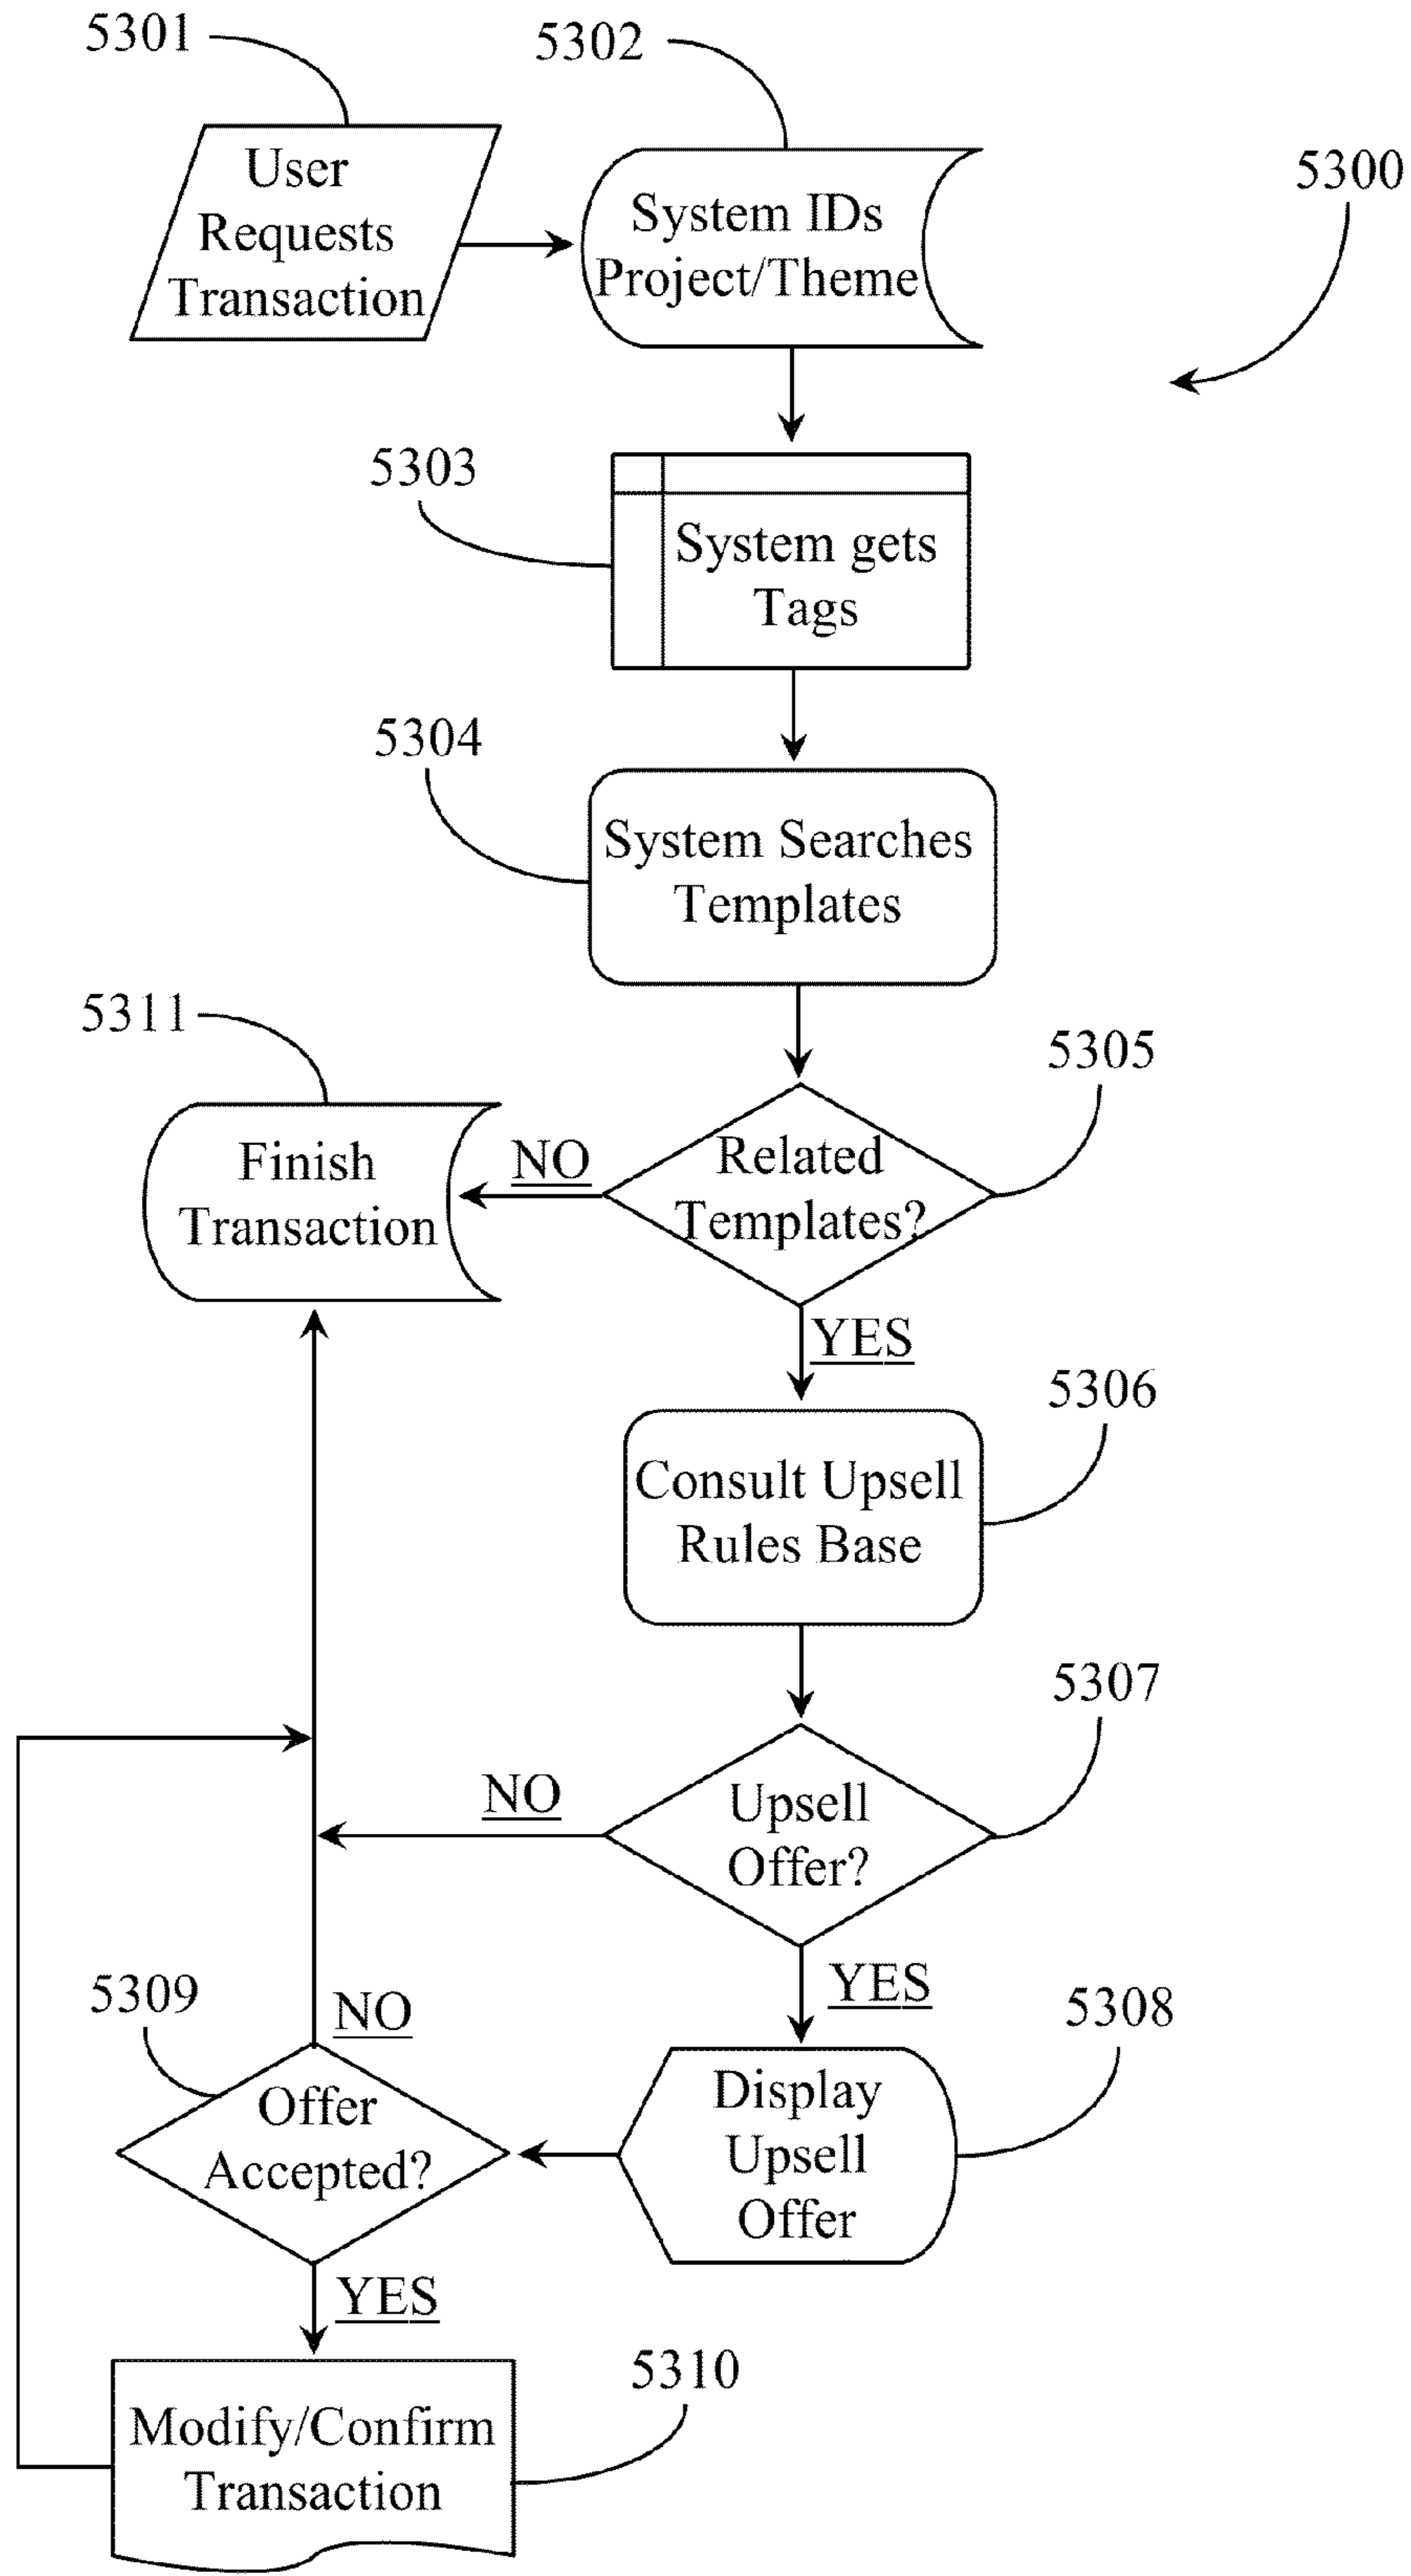 5301
5302
5300
User
Requests
Transaction
System IDs
Project/Theme
5303
System gets
Tags
5304
System Searches
Templates
5311
5305
Finish
Transaction
NO
Related
Templates?
YES
5306
Consult Upsell
Rules Base
5307
NO
Upsell
Offer?
YES
5309
NO
5308
Offer
Accepted?
Display
Upsell
Offer
YES
5310
Modify/Confirm
Transaction